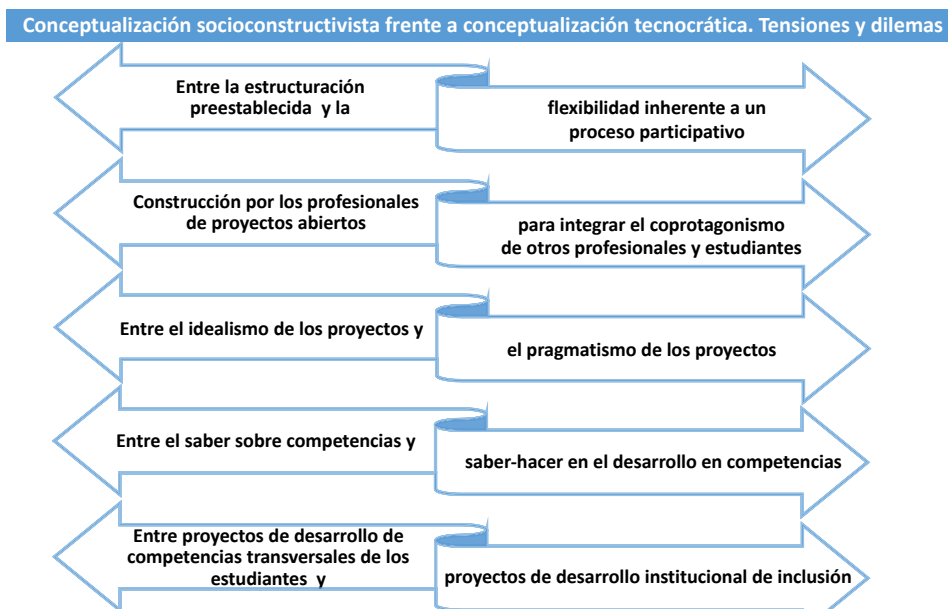 Conceptualización socioconstructivista frente a conceptualización tecnocrática. Tensiones y dilemas
Entre la estructuración
preestablecida y la
flexibilidad inherente a un
proceso participativo
Construcción por los profesionales
de proyectos abiertos
para integrar el coprotagonismo
de otros profesionales y estudiantes
Entre el idealismo de los proyectos y
el pragmatismo de los proyectos
Entre el saber sobre competencias y
saber-hacer en el desarrollo en competencias
Entre proyectos de desarrollo de
competencias transversales de los
estudiantes y
proyectos de desarrollo institucional de inclusión